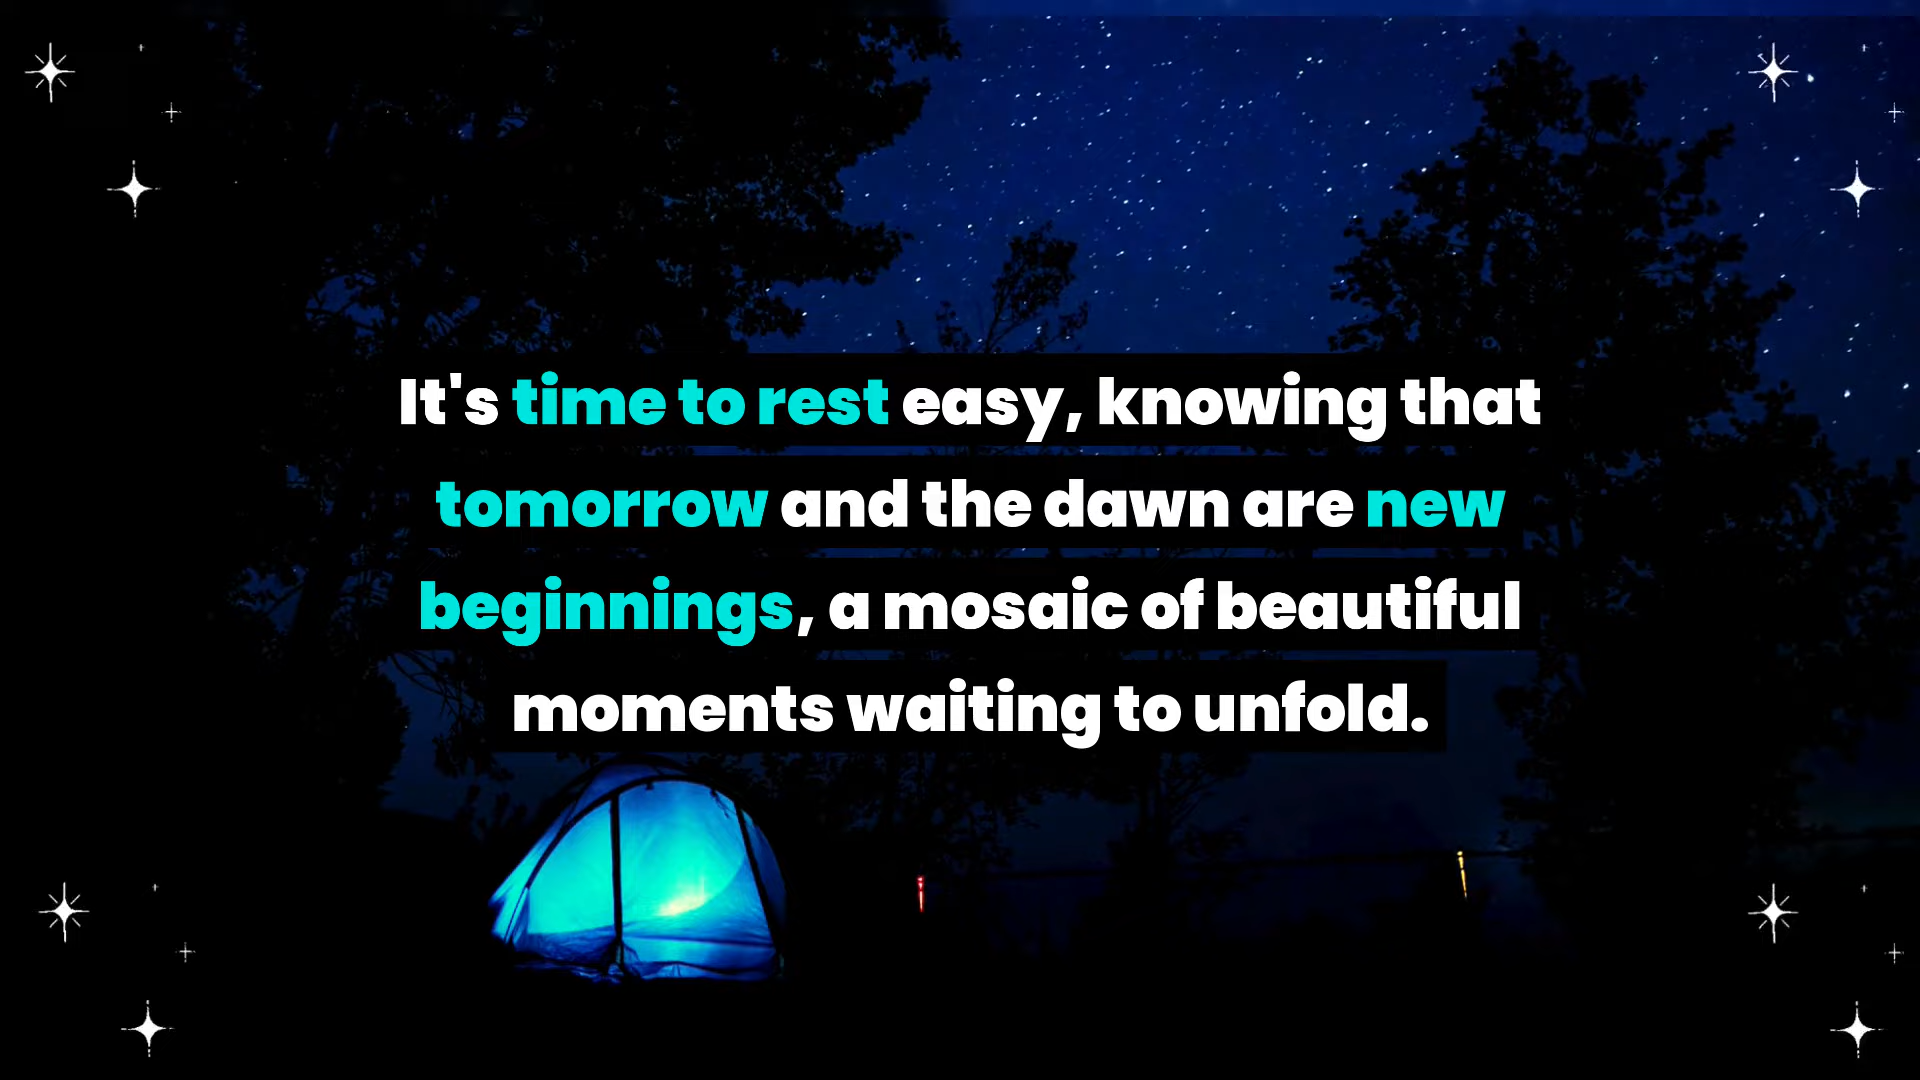 It's time to rest easy, knowing that
tomorrow and the dawn are new
beginnings, a mosaic of beautiful
moments waiting to unfold.